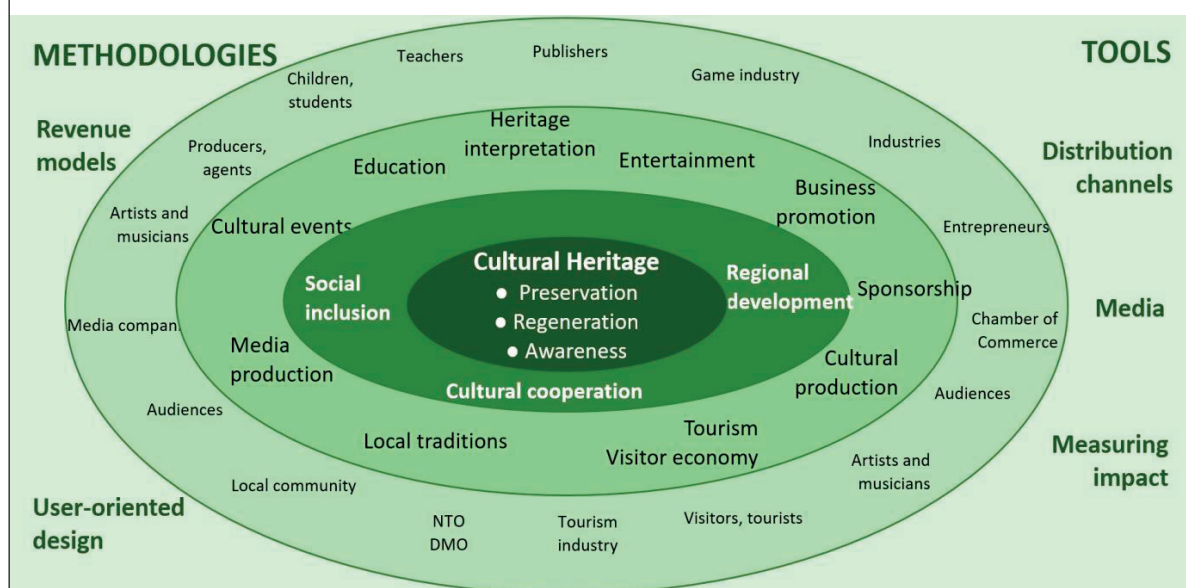 METHODOLOGIES
TOOLS
Teachers
Publishers
Game industry
Children,
students
Revenue
models
Producers,
agents
Industries
Distribution
channels
Artists and
musicians
Entrepreneurs
Media compan.
Chamber of
Commerce
Media
Audiences
Audiences
Measuring
impact
Local community
Artists and
musicians
User-oriented
design
NTO
DMO
Tourism
industry
Visitors, tourists
Heritage
interpretation
Education
Entertainment
Business
promotion
Cultural events
Sponsorship
Media
production
Cultural
production
Local traditions
Tourism
Visitor economy
Social
inclusion
Regional
development
Cultural cooperation
Cultural Heritage
● Preservation
● Regeneration
● Awareness